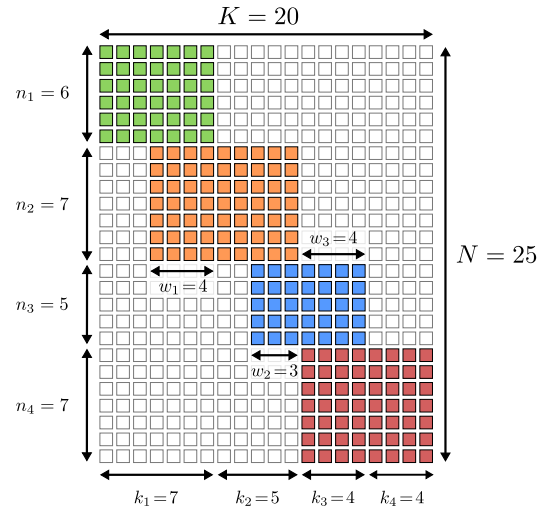 K = 20
n₁ = 6
n₂ = 7
w₃ = 4
N = 25
w₁ = 4
n₃ = 5
w₂ = 3
n₄ = 7
k₁ = 7
k₂ = 5
k₃ = 4
k₄ = 4